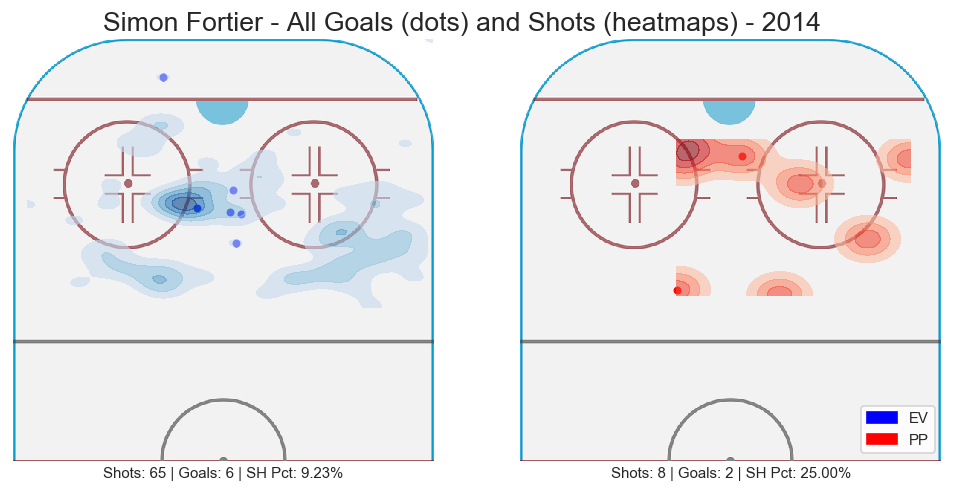 Simon Fortier - All Goals (dots) and Shots (heatmaps) - 2014
EV
PP
Shots: 65 | Goals: 6 | SH Pct: 9.23%
Shots: 8 | Goals: 2 | SH Pct: 25.00%